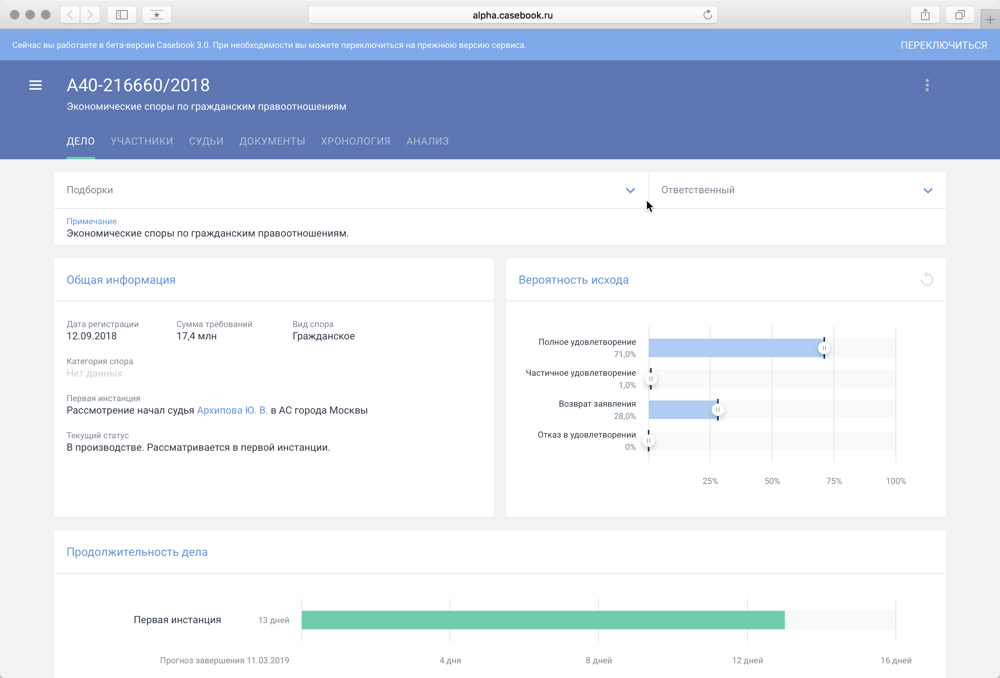 alpha.casebook.ru
Сейчас вы работаете в бета-версии Casebook 3.0. При необходимости вы можете переключиться на прежнюю версию сервиса.
ПЕРЕКЛЮЧИТЬСЯ
А40-216660/2018
Экономические споры по гражданским правоотношениям
ДЕЛО
УЧАСТНИКИ
СУДЬИ
ДОКУМЕНТЫ
ХРОНОЛОГИЯ
АНАЛИЗ
Подборки
Ответственный
Примечание
Экономические споры по гражданским правоотношениям.
Общая информация
Дата регистрации
12.09.2018
Сумма требований
17,4 млн
Вид спора
Гражданское
Категория спора
Нет данных
Первая инстанция
Рассмотрение начал судья Архипова Ю. В. в АС города Москвы
Текущий статус
В производстве. Рассматривается в первой инстанции.
Вероятность исхода
Полное удовлетворение
71,0%
Частичное удовлетворение
1,0%
Возврат заявления
28,0%
Отказ в удовлетворении
0%
25%
50%
75%
100%
Продолжительность дела
Первая инстанция
13 дней
Прогноз завершения 11.03.2019
4 дня
8 дней
12 дней
16 дней